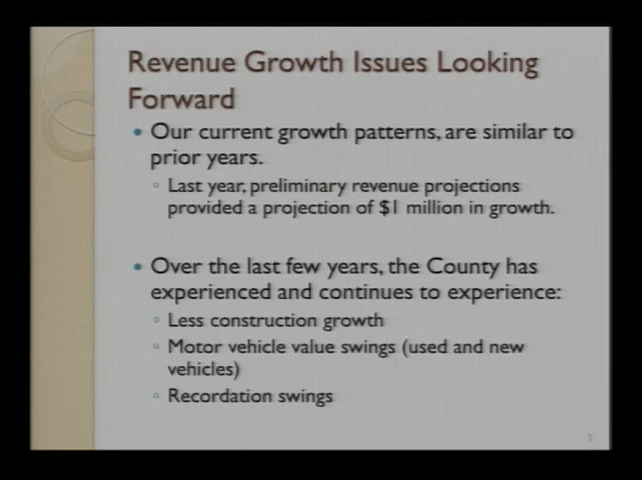 Revenue Growth Issues Looking
Forward
• Our current growth patterns, are similar to
prior years.
◦ Last year, preliminary revenue projections
provided a projection of $1 million in growth.
• Over the last few years, the County has
experienced and continues to experience:
◦ Less construction growth
◦ Motor vehicle value swings (used and new
vehicles)
◦ Recordation swings
5